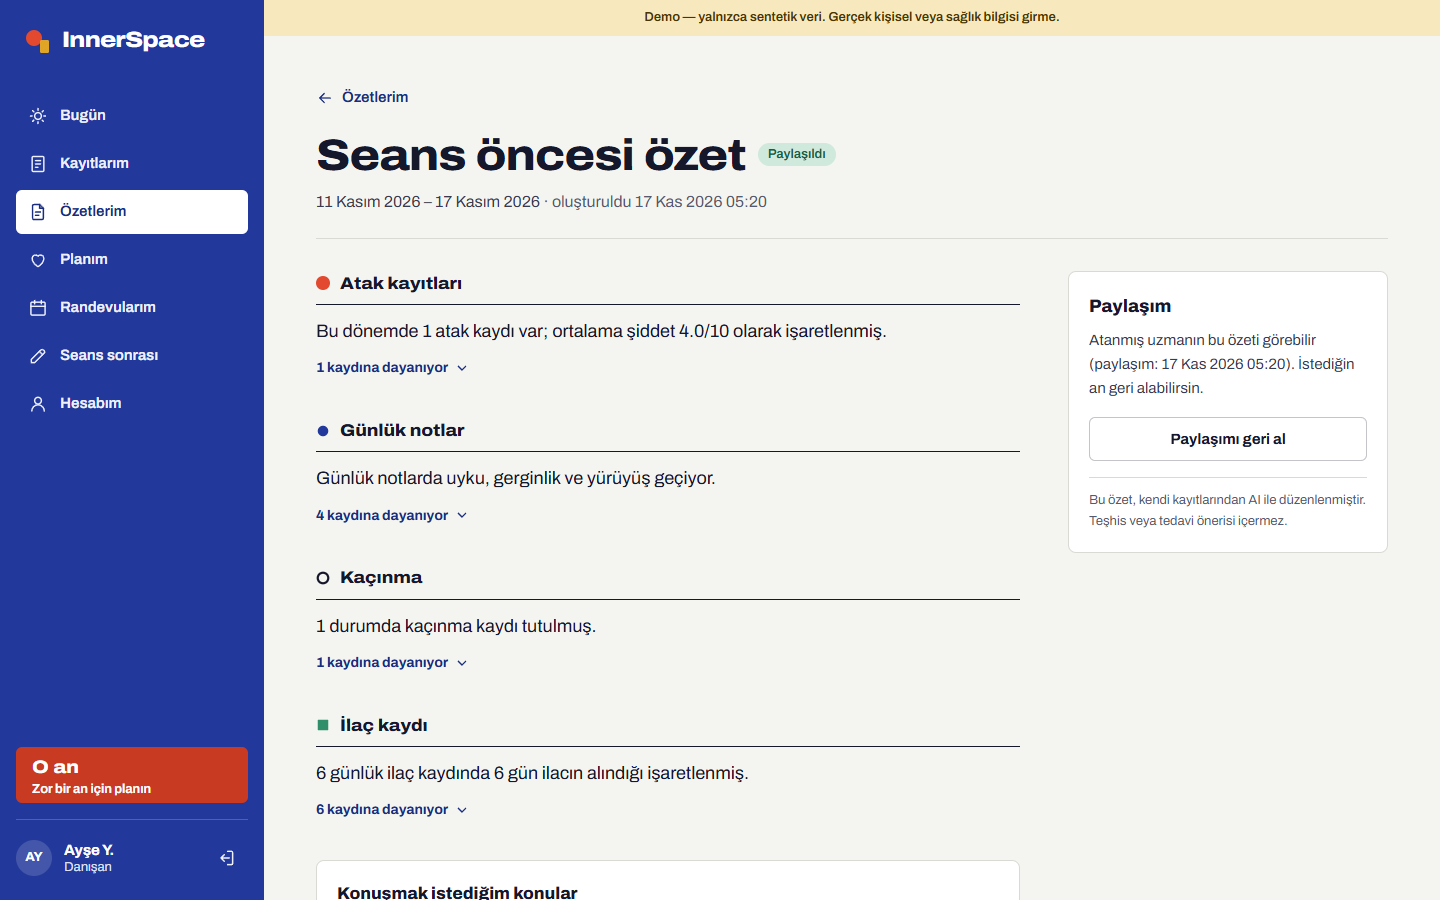 Demo — yalnızca sentetik veri. Gerçek kişisel veya sağlık bilgisi girme.
InnerSpace
Bugün
Kayıtlarım
Özetlerim
Planım
Randevularım
Seans sonrası
Hesabım
O an
Zor bir an için planın
AY
Ayşe Y.
Danışan
← Özetlerim
Seans öncesi özet
Paylaşıldı
11 Kasım 2026 – 17 Kasım 2026 · oluşturuldu 17 Kas 2026 05:20
Atak kayıtları
Bu dönemde 1 atak kaydı var; ortalama şiddet 4.0/10 olarak işaretlenmiş.
1 kaydına dayanıyor
Günlük notlar
Günlük notlarda uyku, gerginlik ve yürüyüş geçiyor.
4 kaydına dayanıyor
Kaçınma
1 durumda kaçınma kaydı tutulmuş.
1 kaydına dayanıyor
İlaç kaydı
6 günlük ilaç kaydında 6 gün ilacın alındığı işaretlenmiş.
6 kaydına dayanıyor
Konuşmak istediğim konular
Paylaşım
Atanmış uzmanın bu özeti görebilir
(paylaşım: 17 Kas 2026 05:20). İstediğin
an geri alabilirsin.
Paylaşımı geri al
Bu özet, kendi kayıtlarından AI ile düzenlenmiştir.
Teşhis veya tedavi önerisi içermez.